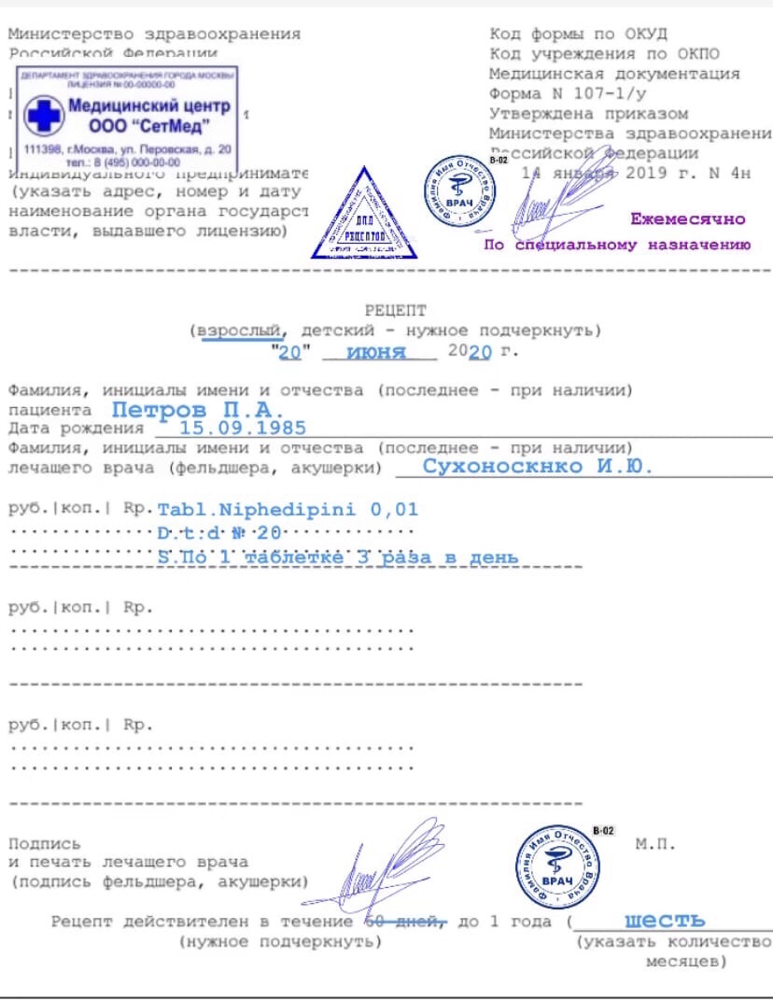 Министерство здравоохранения
Российской Федерации
Код формы по ОКУД
Код учреждения по ОКПО
Медицинская документация
Форма N 107-1/у
Утверждена приказом
Министерства здравоохранени
Российской Федерации
14 января 2019 г. N 4н
ДЕПАРТАМЕНТ ЗДРАВООХРАНЕНИЯ ГОРОДА МОСКВЫ
ЛИЦЕНЗИЯ № 00-00000-00
Медицинский центр
ООО “СетМед”
111398, г.Москва, ул. Перовская, д. 20
тел.: 8 (495) 000-00-00
индивидуального предпринимате
(указать адрес, номер и дату
наименование органа государст
власти, выдавшего лицензию)
ДЛЯ
РЕЦЕПТОВ
Фамилия Имя Отчество Врача
ВРАЧ
В-02
Ежемесячно
По специальному назначению
РЕЦЕПТ
(взрослый, детский - нужное подчеркнуть)
"20" июня 2020 г.
Фамилия, инициалы имени и отчества (последнее - при наличии)
пациента Петров П.А.
Дата рождения 15.09.1985
Фамилия, инициалы имени и отчества (последнее - при наличии)
лечащего врача (фельдшера, акушерки) Сухоноскнко И.Ю.
руб.|коп.| Rp. Tabl.Niphedipini 0,01
D.t.d № 20
S.По 1 таблетке 3 раза в день
руб.|коп.| Rp.
руб.|коп.| Rp.
Подпись
и печать лечащего врача
(подпись фельдшера, акушерки)
Фамилия Имя Отчество Врача
ВРАЧ
В-02
М.П.
Рецепт действителен в течение 60 дней, до 1 года ( шесть
(нужное подчеркнуть)
(указать количество
месяцев)